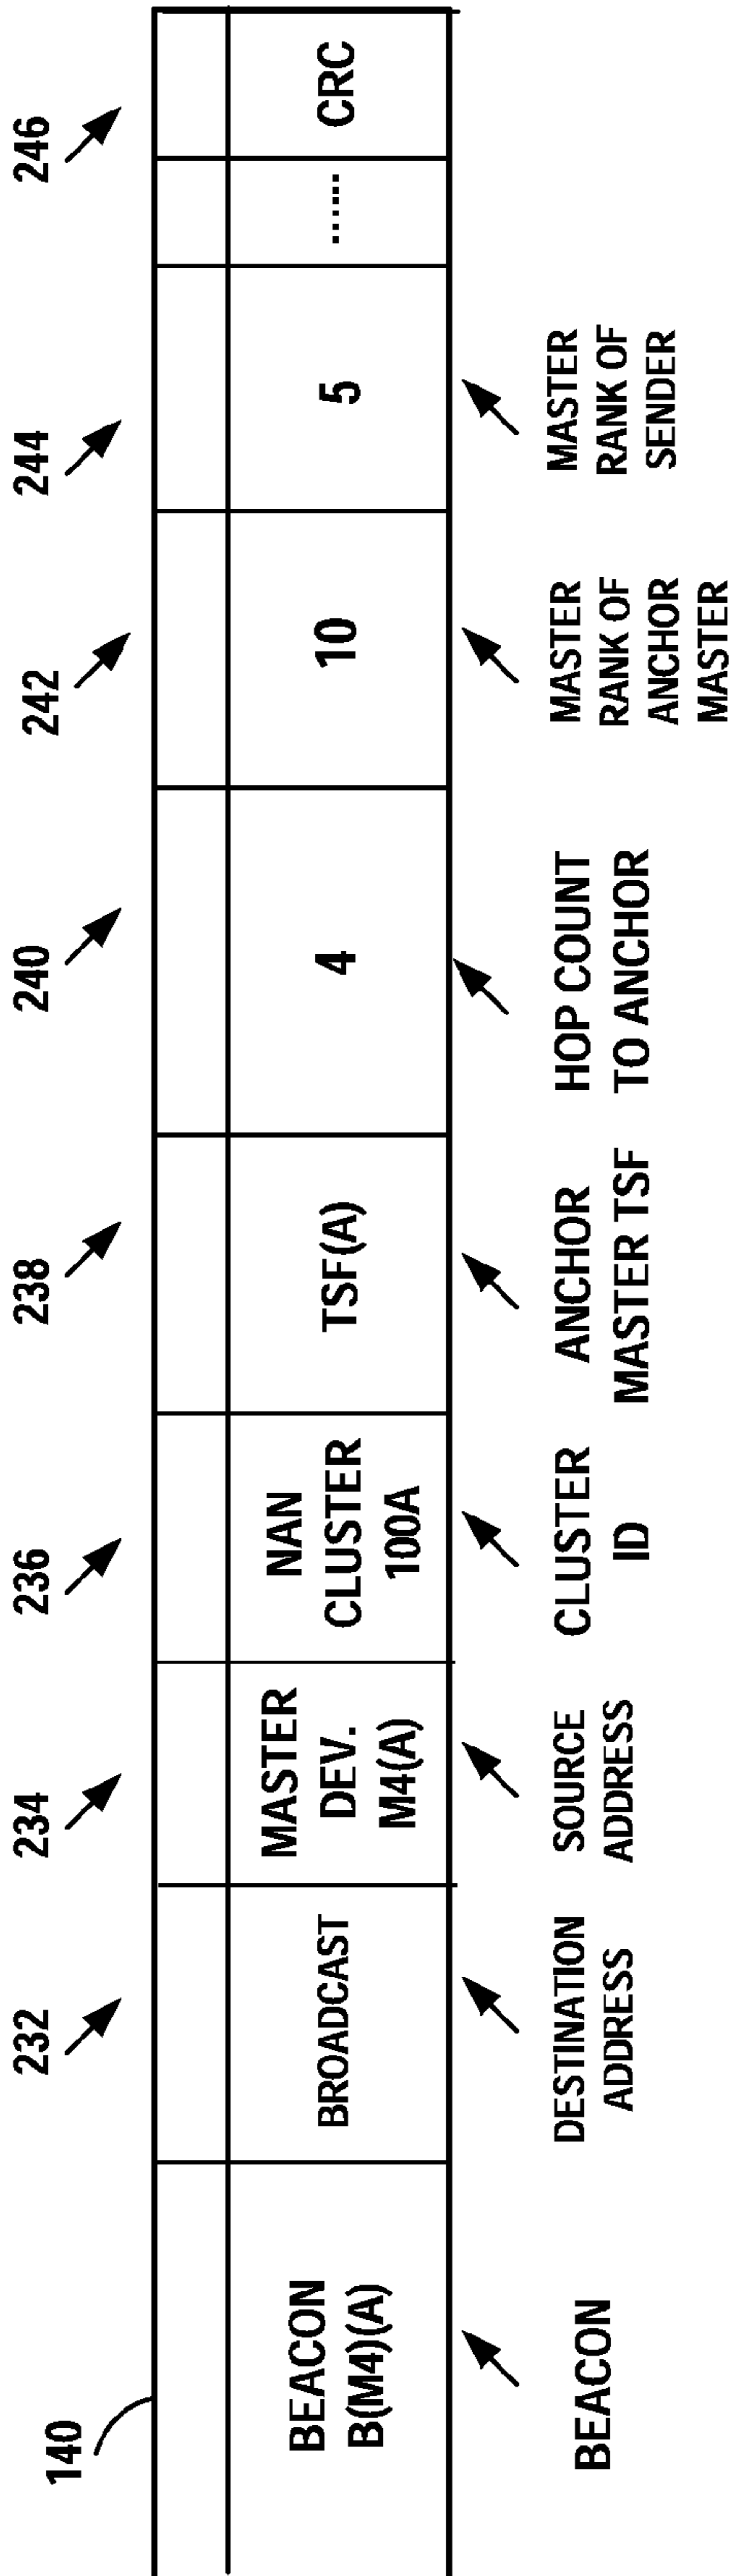 140
232
234
236
238
240
242
244
246
BEACON
B(M4)(A)
BROADCAST
MASTER
DEV.
M4(A)
NAN
CLUSTER
100A
TSF(A)
4
10
5
......
CRC
BEACON
DESTINATION
ADDRESS
SOURCE
ADDRESS
CLUSTER
ID
ANCHOR
MASTER TSF
HOP COUNT
TO ANCHOR
MASTER
RANK OF
ANCHOR
MASTER
MASTER
RANK OF
SENDER